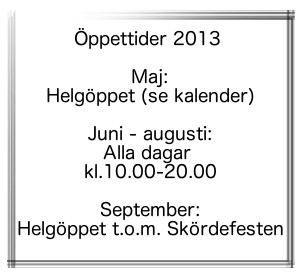 Öppettider 2013
Maj:
Helgöppet (se kalender)
Juni - augusti:
Alla dagar
kl.10.00-20.00
September:
Helgöppet t.o.m. Skördefesten